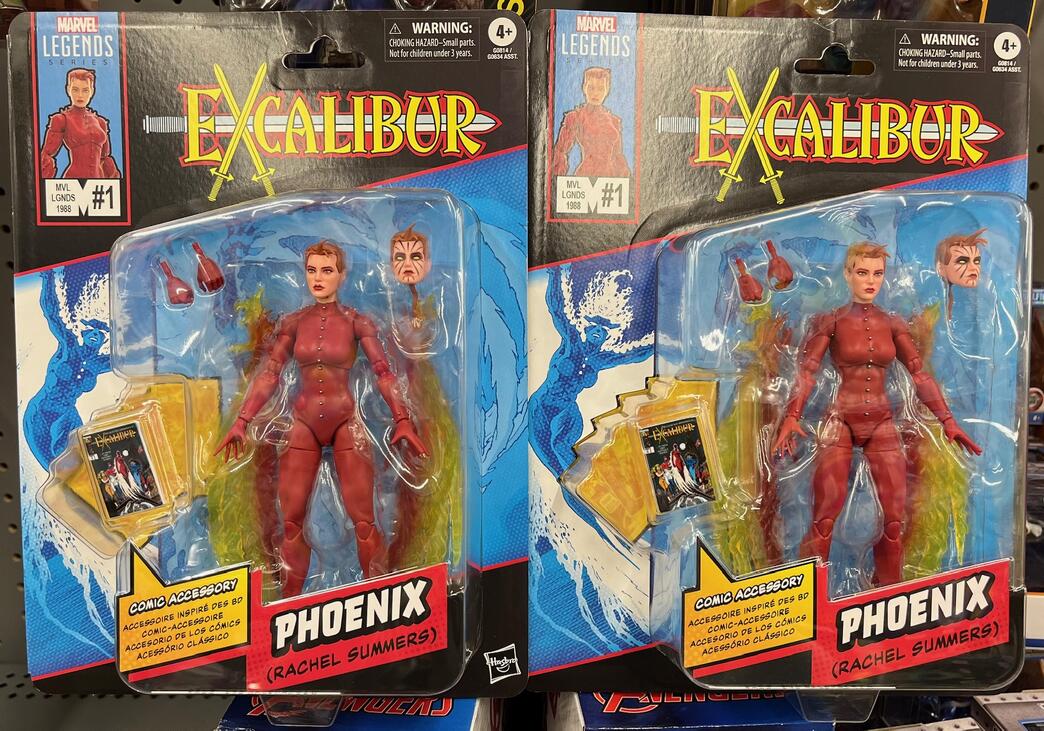 MARVEL
LEGENDS
SERIES
MVL
LGNDS
1988
#1
WARNING:
CHOKING HAZARD–Small parts.
Not for children under 3 years.
4+
G0814 /
G0634 ASST.
EXCALIBUR
EXCALIBUR
COMIC ACCESSORY
ACCESSOIRE INSPIRÉ DES BD
COMIC-ACCESSOIRE
ACCESORIO DE LOS CÓMICS
ACESSÓRIO CLÁSSICO
PHOENIX
(RACHEL SUMMERS)
Hasbro
MARVEL
LEGENDS
SERIES
MVL
LGNDS
1988
#1
WARNING:
CHOKING HAZARD–Small parts.
Not for children under 3 years.
4+
G0814 /
G0634 ASST.
EXCALIBUR
EXCALIBUR
COMIC ACCESSORY
ACCESSOIRE INSPIRÉ DES BD
COMIC-ACCESSOIRE
ACCESORIO DE LOS CÓMICS
ACESSÓRIO CLÁSSICO
PHOENIX
(RACHEL SUMMERS)
AVENGERS
AVENGERS